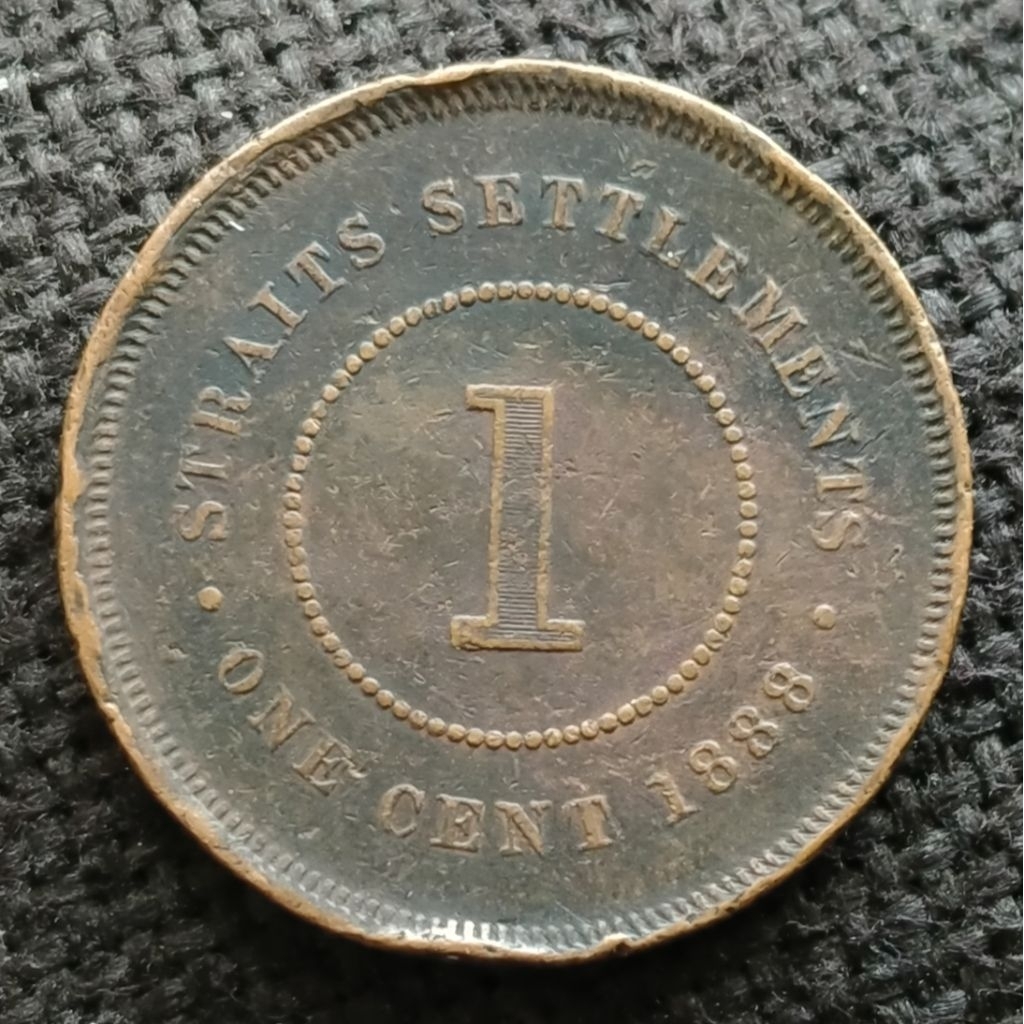 STRAITS SETTLEMENTS
1
· ONE CENT 1888 ·